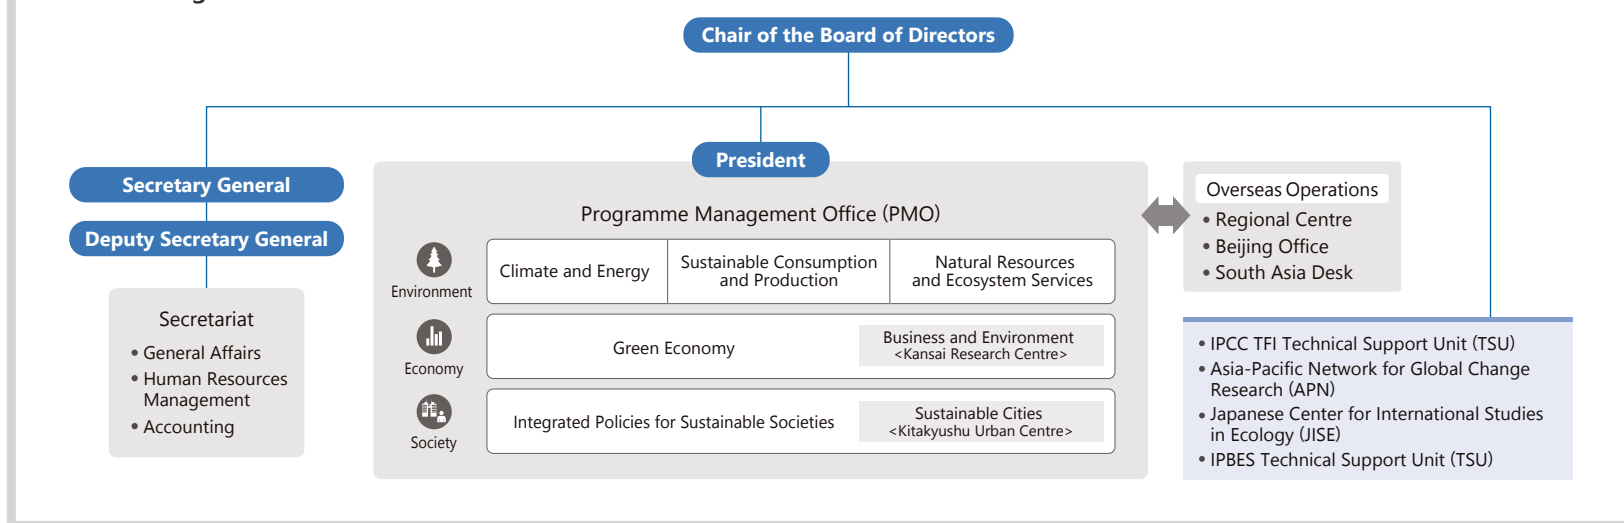 Chair of the Board of Directors
Secretary General
Deputy Secretary General
Secretariat
• General Affairs
• Human Resources
Management
• Accounting
President
Programme Management Office (PMO)
Environment
Climate and Energy
Sustainable Consumption
and Production
Natural Resources
and Ecosystem Services
Economy
Green Economy
Business and Environment
<Kansai Research Centre>
Society
Integrated Policies for Sustainable Societies
Sustainable Cities
<Kitakyushu Urban Centre>
Overseas Operations
• Regional Centre
• Beijing Office
• South Asia Desk
• IPCC TFI Technical Support Unit (TSU)
• Asia-Pacific Network for Global Change
Research (APN)
• Japanese Center for International Studies
in Ecology (JISE)
• IPBES Technical Support Unit (TSU)